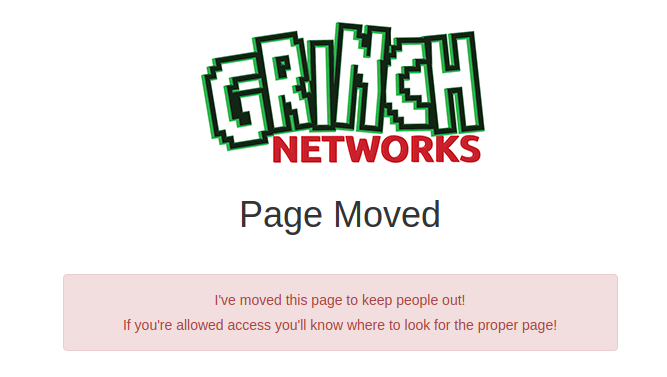 GRINCH
NETWORKS
Page Moved
I've moved this page to keep people out!
If you're allowed access you'll know where to look for the proper page!